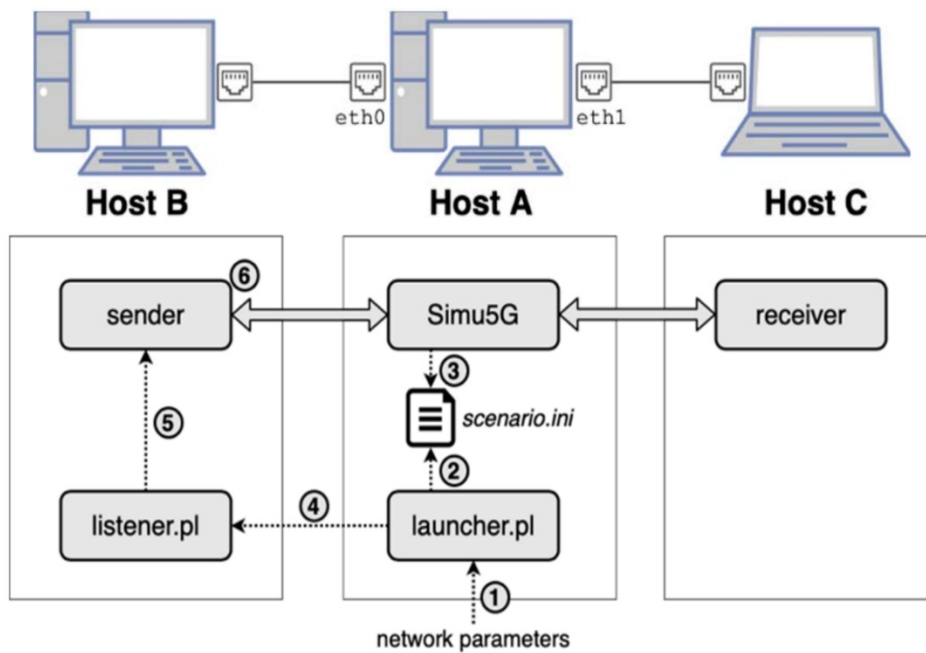 eth0
eth1
Host B
Host A
Host C
sender
6
Simu5G
receiver
3
scenario.ini
5
2
listener.pl
4
launcher.pl
1
network parameters